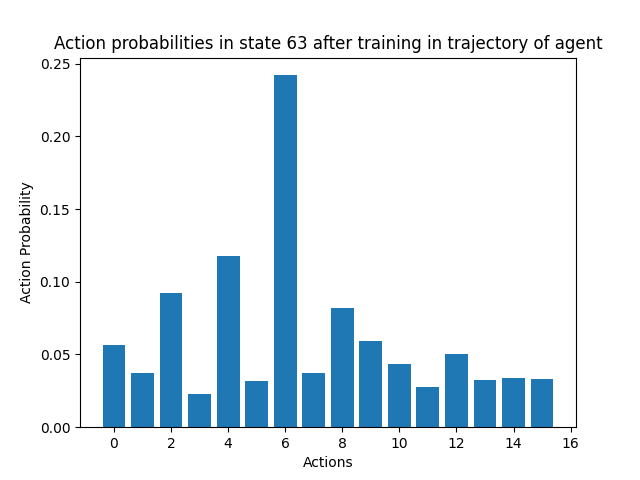 Action probabilities in state 63 after training in trajectory of agent
0.25
0.20
0.15
0.10
0.05
0.00
Action Probability
0 2 4 6 8 10 12 14 16
Actions